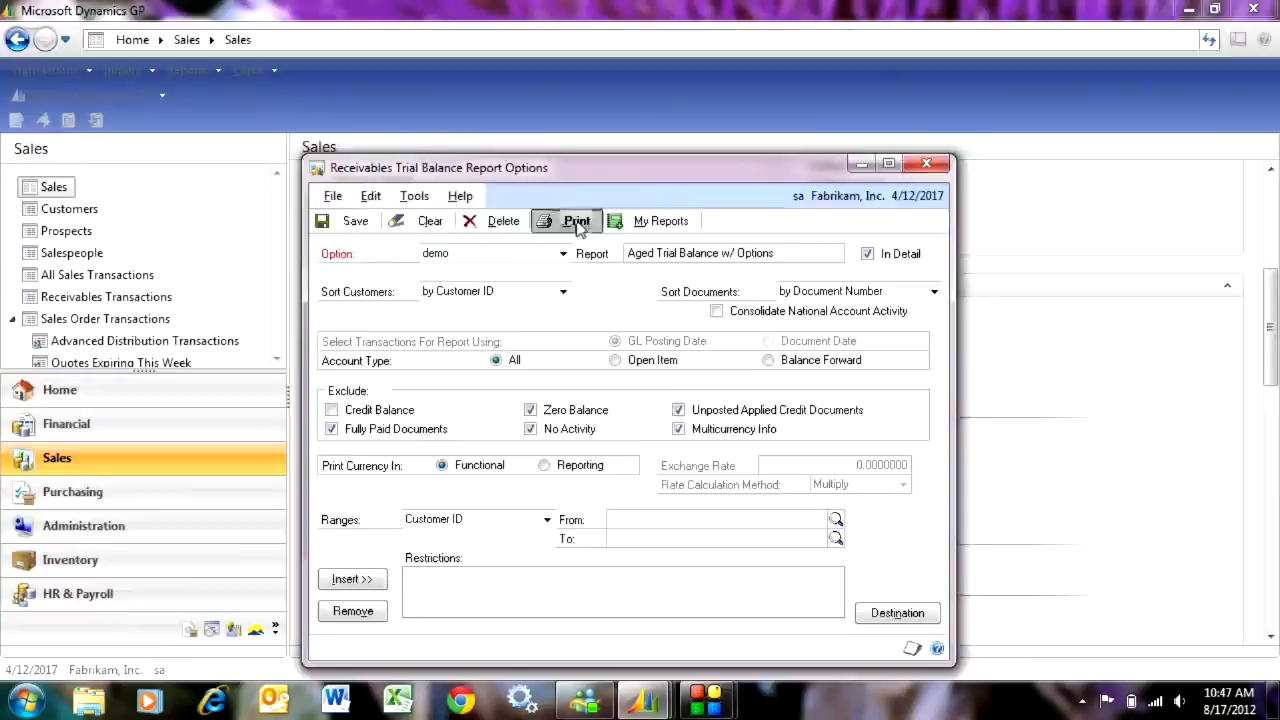 Microsoft Dynamics GP
Home Sales Sales
Transactions Inquiry Reports Cards
Sales
Sales
Sales
Customers
Prospects
Salespeople
All Sales Transactions
Receivables Transactions
Sales Order Transactions
Advanced Distribution Transactions
Quotes Expiring This Week
Home
Financial
Sales
Purchasing
Administration
Inventory
HR & Payroll
4/12/2017 Fabrikam, Inc. sa
Receivables Trial Balance Report Options
File Edit Tools Help
sa Fabrikam, Inc. 4/12/2017
Save Clear Delete Print My Reports
Option: demo Report Aged Trial Balance w/ Options In Detail
Sort Customers: by Customer ID Sort Documents: by Document Number
Consolidate National Account Activity
Select Transactions For Report Using: GL Posting Date Document Date
Account Type: All Open Item Balance Forward
Exclude:
Credit Balance Zero Balance Unposted Applied Credit Documents
Fully Paid Documents No Activity Multicurrency Info
Print Currency In: Functional Reporting Exchange Rate 0.0000000
Rate Calculation Method: Multiply
Ranges: Customer ID From:
To:
Restrictions:
Insert >>
Remove
Destination
10:47 AM
8/17/2012